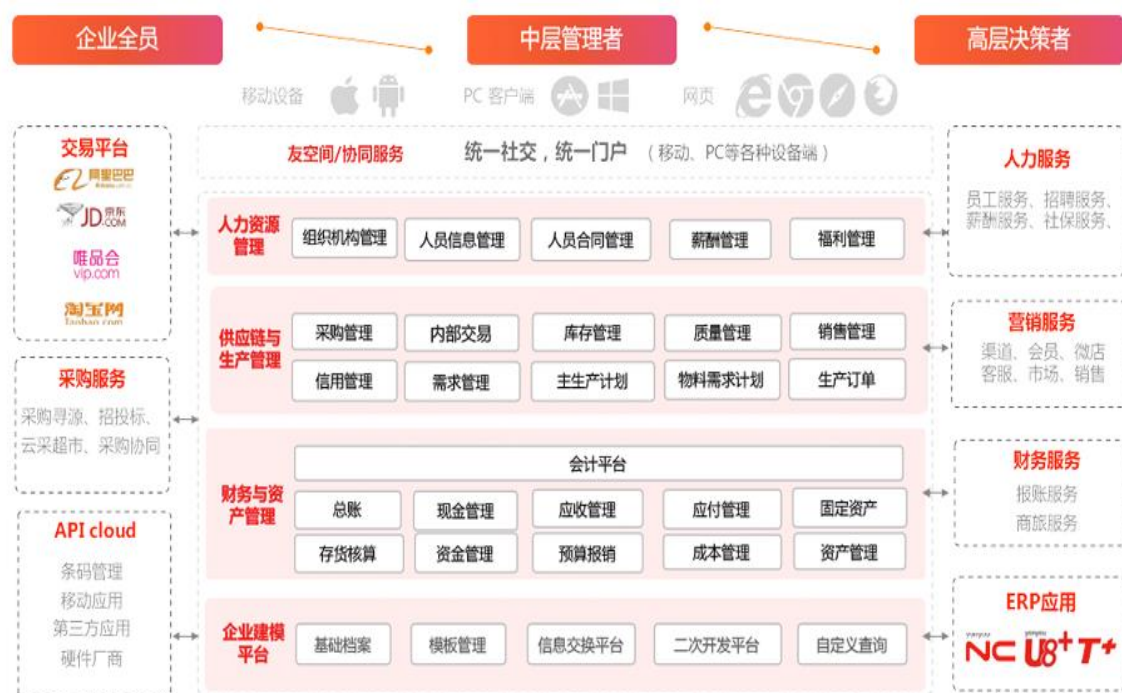 企业全员
中层管理者
高层决策者
移动设备
PC 客户端
网页
交易平台
阿里巴巴
JD.京东
.COM
唯品会
vip.com
淘宝网
Taobao.com
采购服务
采购寻源、招投标、
云采超市、采购协同
API cloud
条码管理
移动应用
第三方应用
硬件厂商
友空间/协同服务
统一社交，统一门户
（移动、PC等各种设备端）
人力资源
管理
组织机构管理
人员信息管理
人员合同管理
薪酬管理
福利管理
供应链与
生产管理
采购管理
内部交易
库存管理
质量管理
销售管理
信用管理
需求管理
主生产计划
物料需求计划
生产订单
财务与资
产管理
会计平台
总账
现金管理
应收管理
应付管理
固定资产
存货核算
资金管理
预算报销
成本管理
资产管理
企业建模
平台
基础档案
模板管理
信息交换平台
二次开发平台
自定义查询
人力服务
员工服务、招聘服务、
薪酬服务、社保服务、
营销服务
渠道、会员、微店
客服、市场、销售
财务服务
报账服务
商旅服务
ERP应用
NC U8+ T+